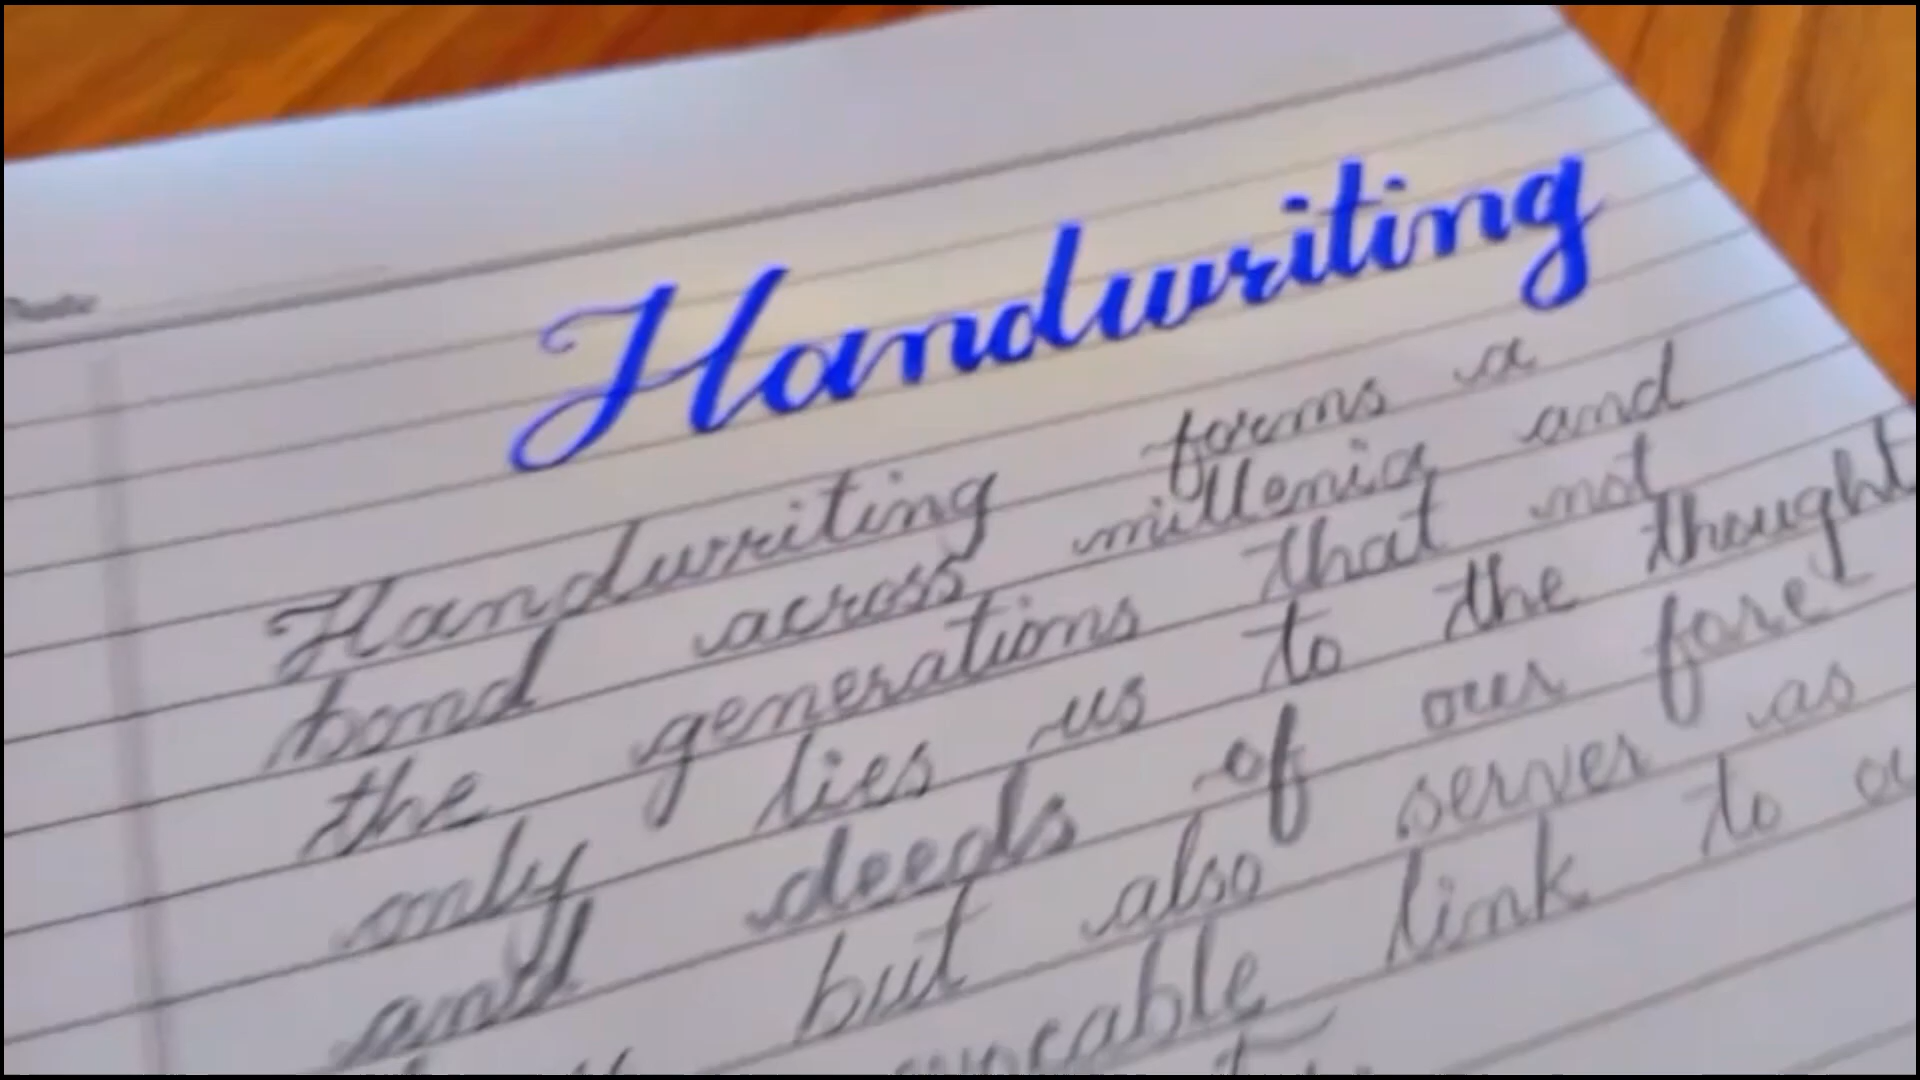 Handwriting
Handwriting forms a
bond across millenia and
the generations that not
only ties us to the thought
and deeds of our fore-
but also serves as
link to